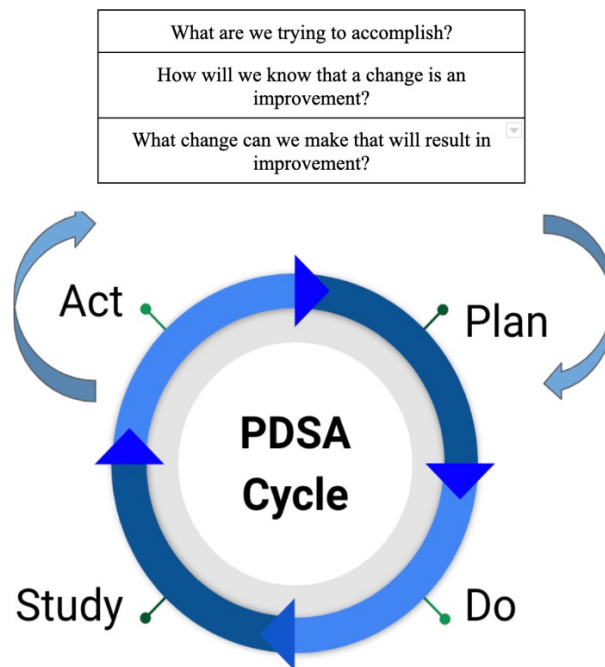 What are we trying to accomplish?
How will we know that a change is an
improvement?
What change can we make that will result in
improvement?
Act
Plan
PDSA
Cycle
Study
Do